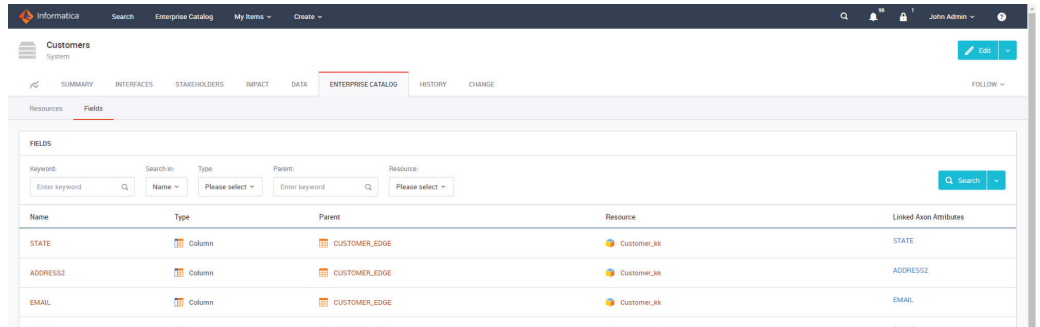 Informatica Search Enterprise Catalog My Items Create 98 1 John Admin ?
Customers
System
Edit
SUMMARY INTERFACES STAKEHOLDERS IMPACT DATA ENTERPRISE CATALOG HISTORY CHANGE FOLLOW
Resources Fields
FIELDS
Keyword: Search in: Type: Parent: Resource:
Enter keyword Name Please select Enter keyword Please select Search
Name Type Parent Resource Linked Axon Attributes
STATE Column CUSTOMER_EDGE Customer_kk STATE
ADDRESS2 Column CUSTOMER_EDGE Customer_kk ADDRESS2
EMAIL Column CUSTOMER_EDGE Customer_kk EMAIL